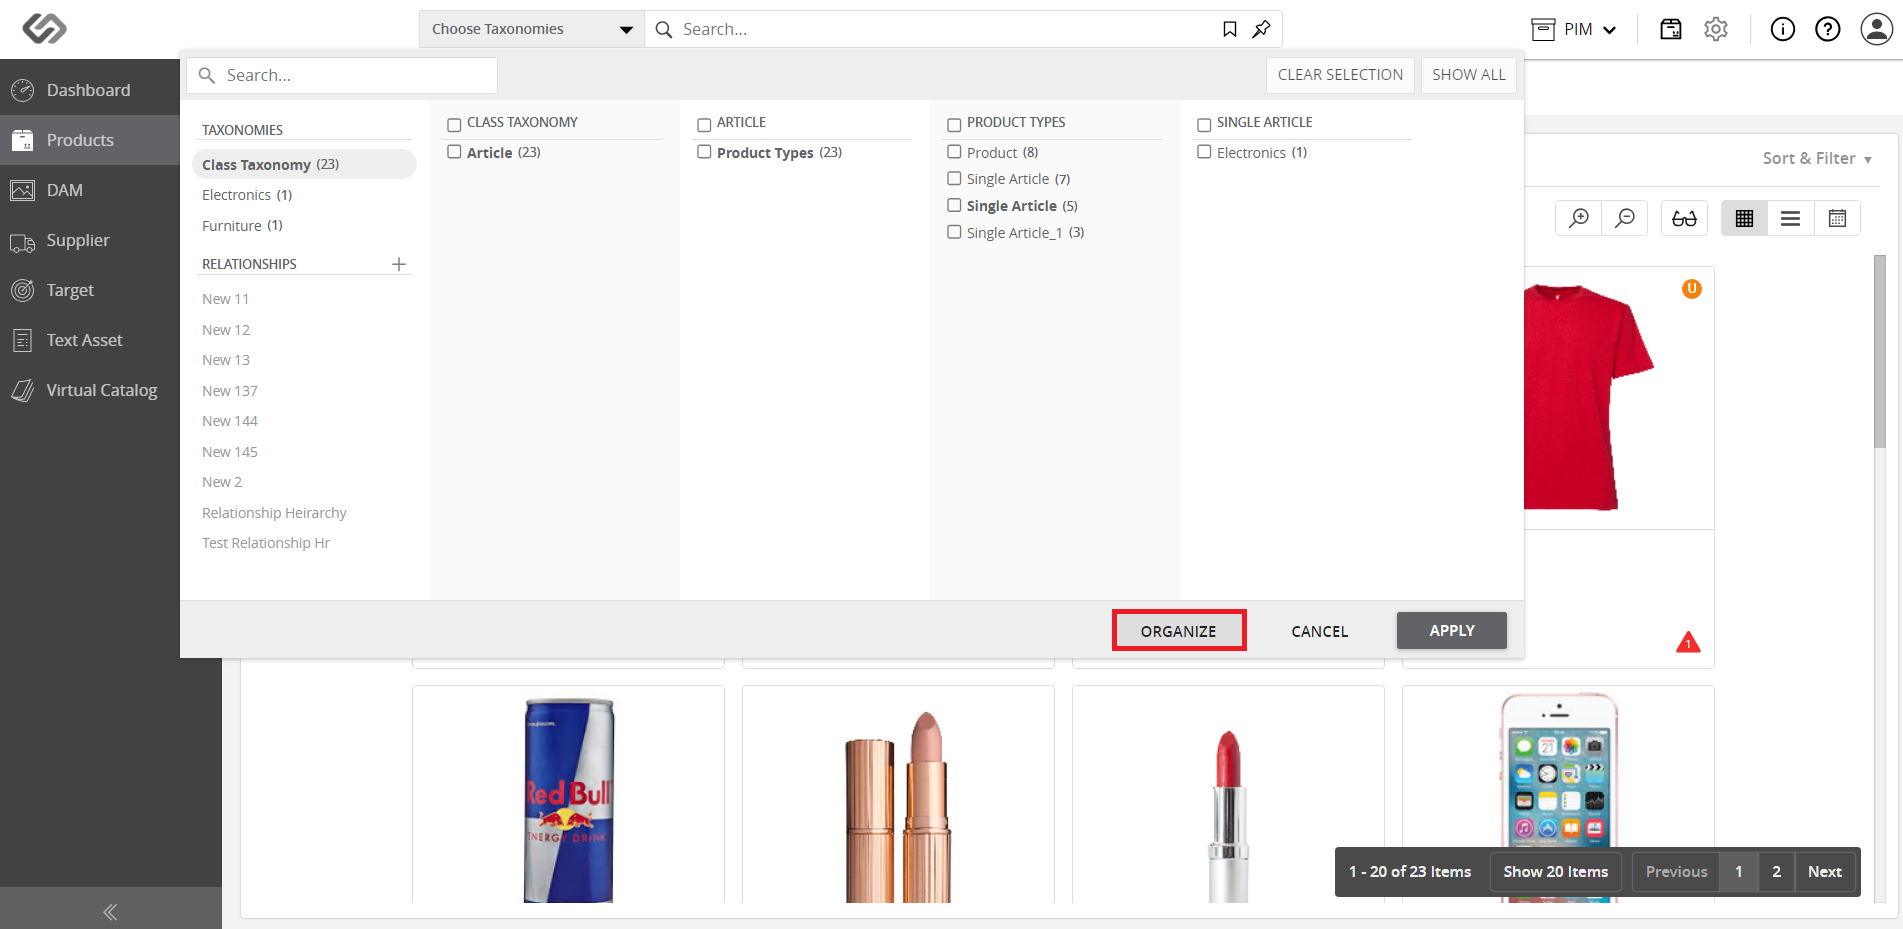 Choose Taxonomies
Search...
PIM
Dashboard
Products
DAM
Supplier
Target
Text Asset
Virtual Catalog
Search...
CLEAR SELECTION
SHOW ALL
TAXONOMIES
Class Taxonomy (23)
Electronics (1)
Furniture (1)
RELATIONSHIPS
New 11
New 12
New 13
New 137
New 144
New 145
New 2
Relationship Heirarchy
Test Relationship Hr
CLASS TAXONOMY
Article (23)
ARTICLE
Product Types (23)
PRODUCT TYPES
Product (8)
Single Article (7)
Single Article (5)
Single Article_1 (3)
SINGLE ARTICLE
Electronics (1)
ORGANIZE
CANCEL
APPLY
Sort & Filter
U
1
Red Bull
ENERGY DRINK
1 - 20 of 23 Items
Show 20 Items
Previous
1
2
Next